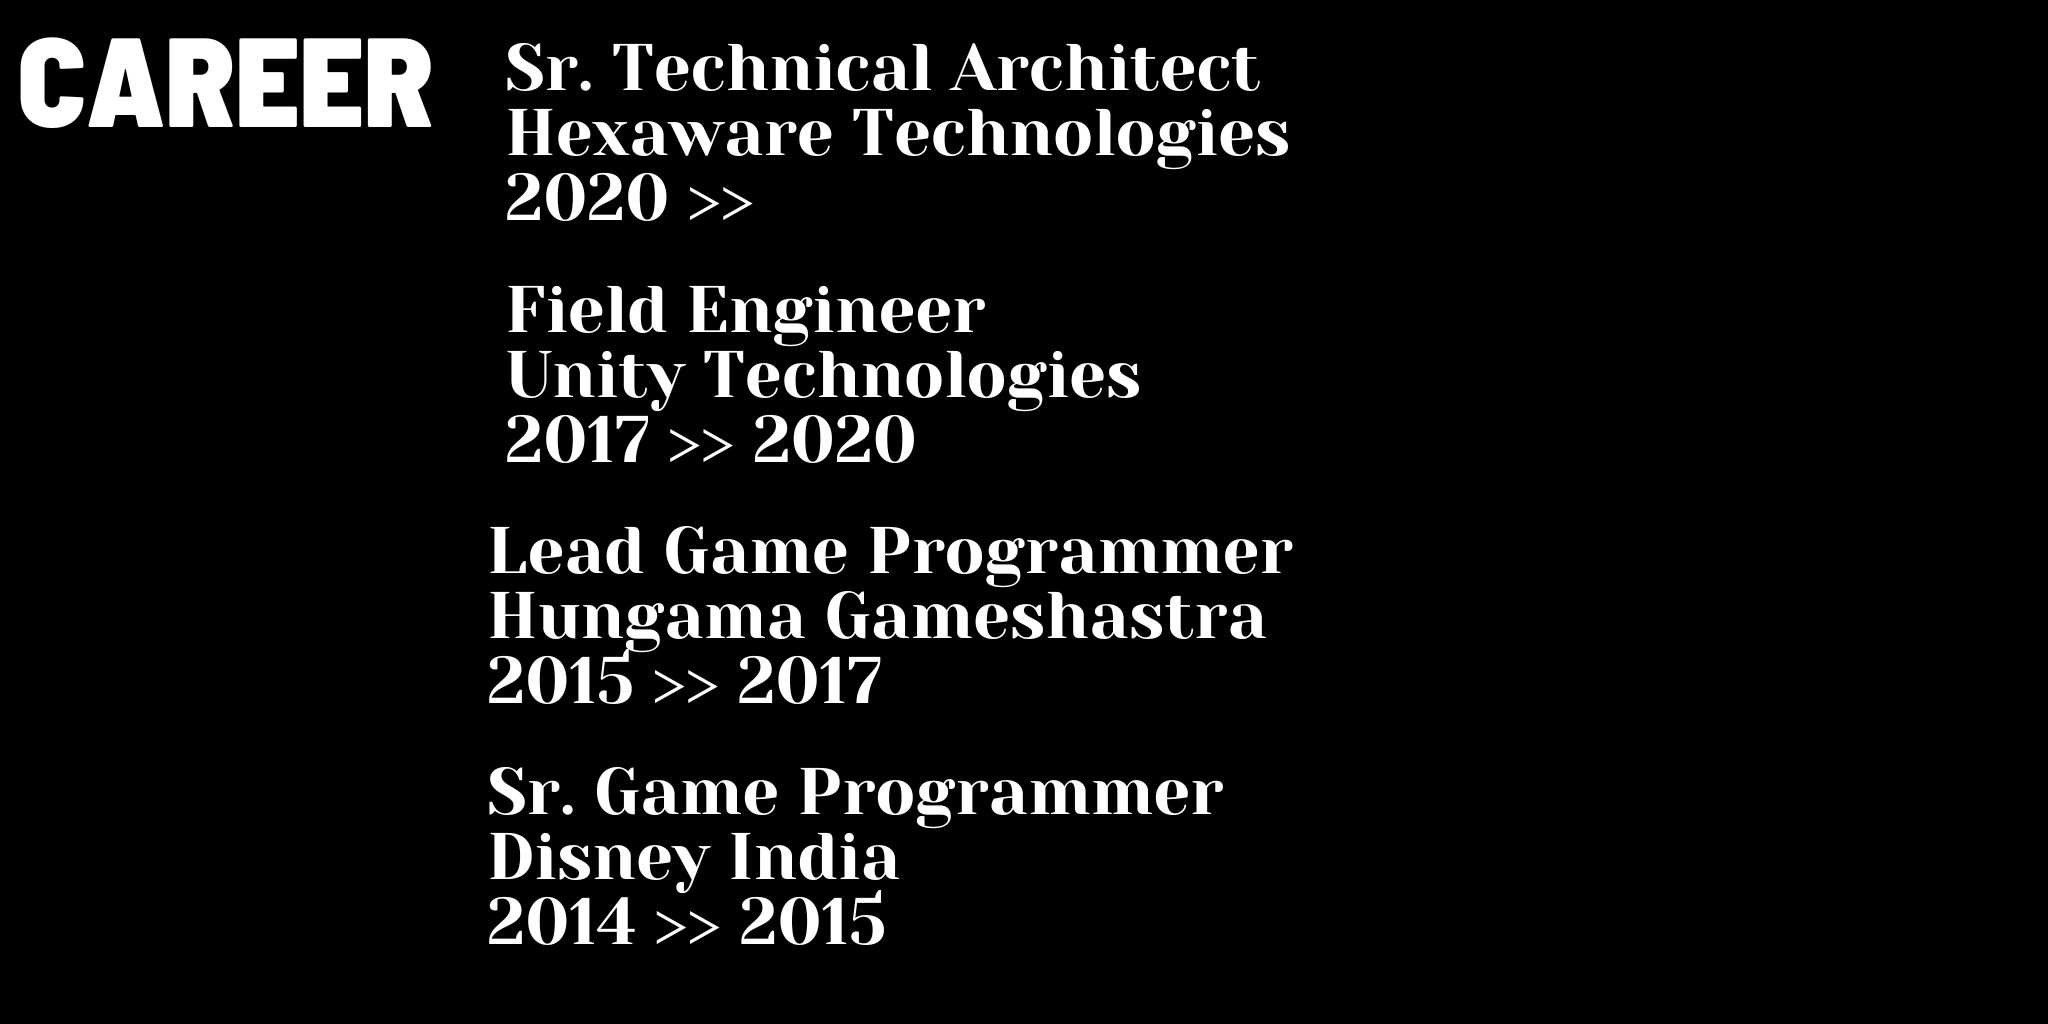 CAREER
Sr. Technical Architect
Hexaware Technologies
2020 >>
Field Engineer
Unity Technologies
2017 >> 2020
Lead Game Programmer
Hungama Gameshastra
2015 >> 2017
Sr. Game Programmer
Disney India
2014 >> 2015